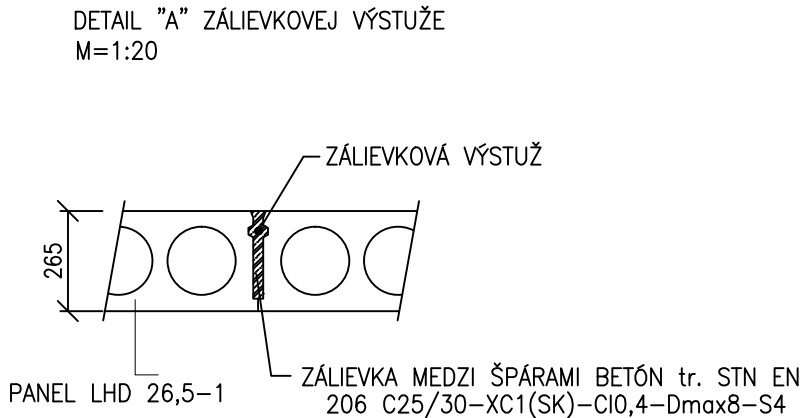 DETAIL "A" ZÁLIEVKOVEJ VÝSTUŽE
M=1:20
ZÁLIEVKOVÁ VÝSTUŽ
265
PANEL LHD 26,5-1
ZÁLIEVKA MEDZI ŠPÁRAMI BETÓN tr. STN EN
206 C25/30-XC1(SK)-Cl0,4-Dmax8-S4